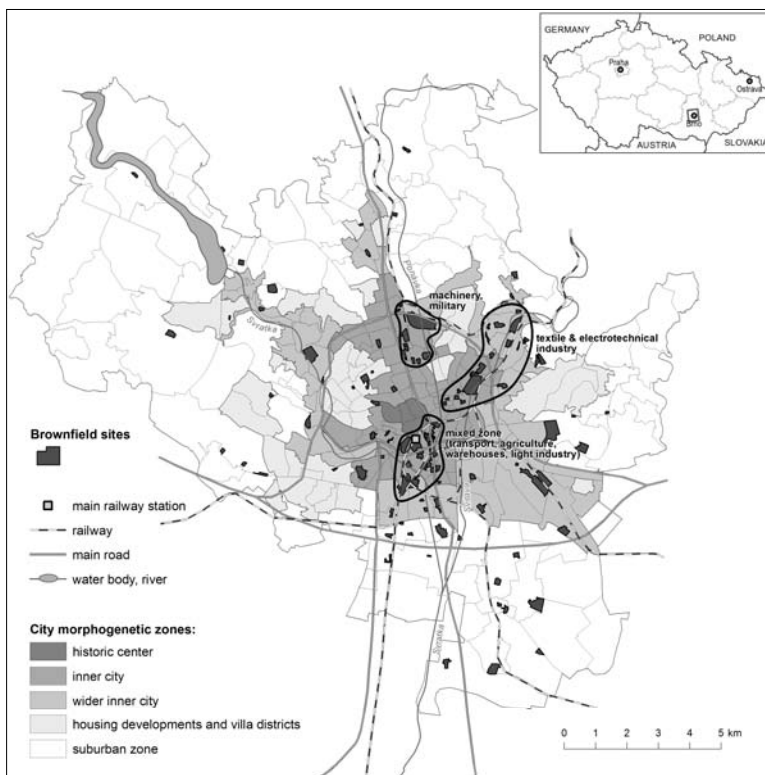 GERMANY
POLAND
Praha
Ostrava
Brno
AUSTRIA
SLOVAKIA
Ponávka
machinery,
military
Svratka
textile & electrotechnical
industry
mixed zone
(transport, agriculture,
warehouses, light industry)
Svratka
Brownfield sites
main railway station
railway
main road
water body, river
City morphogenetic zones:
historic center
inner city
wider inner city
housing developments and villa districts
suburban zone
0 1 2 3 4 5 km